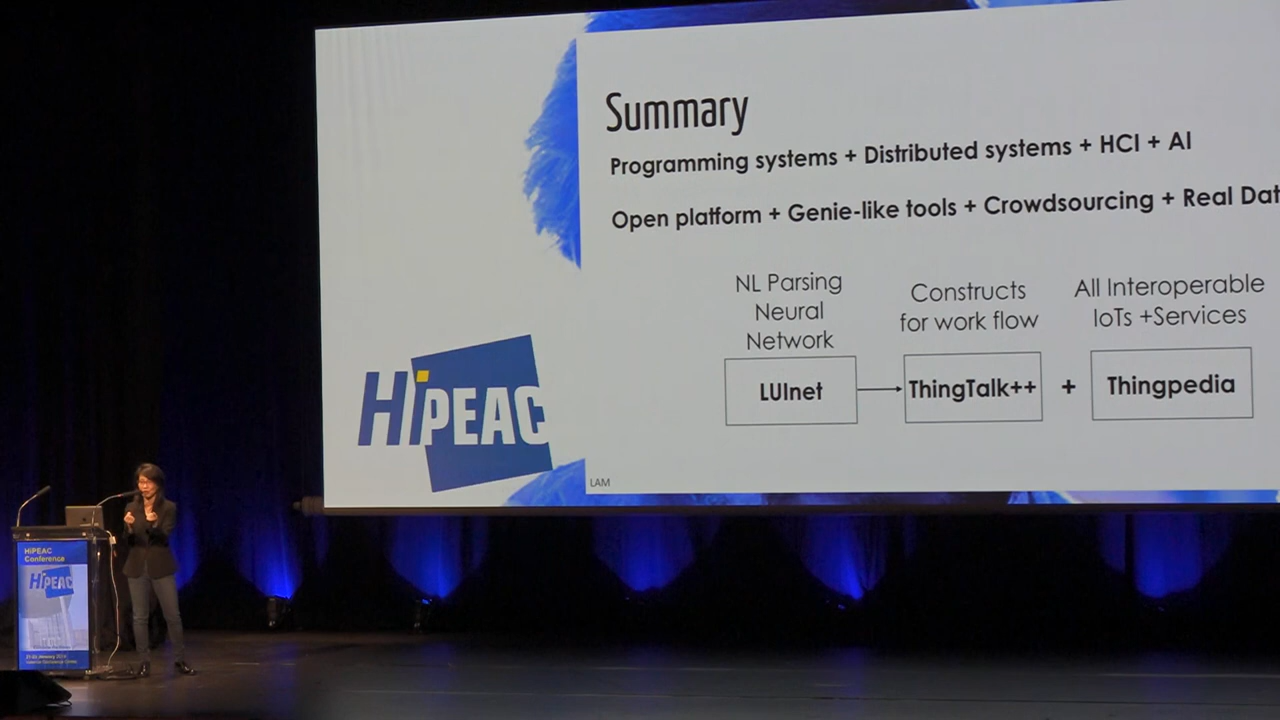 Summary
Programming systems + Distributed systems + HCI + AI
Open platform + Genie-like tools + Crowdsourcing + Real Dat
NL Parsing
Neural
Network
LUInet
Constructs
for work flow
ThingTalk++
+
All Interoperable
IoTs +Services
Thingpedia
LAM
HiPEAC
HiPEAC
Conference
HiPEAC